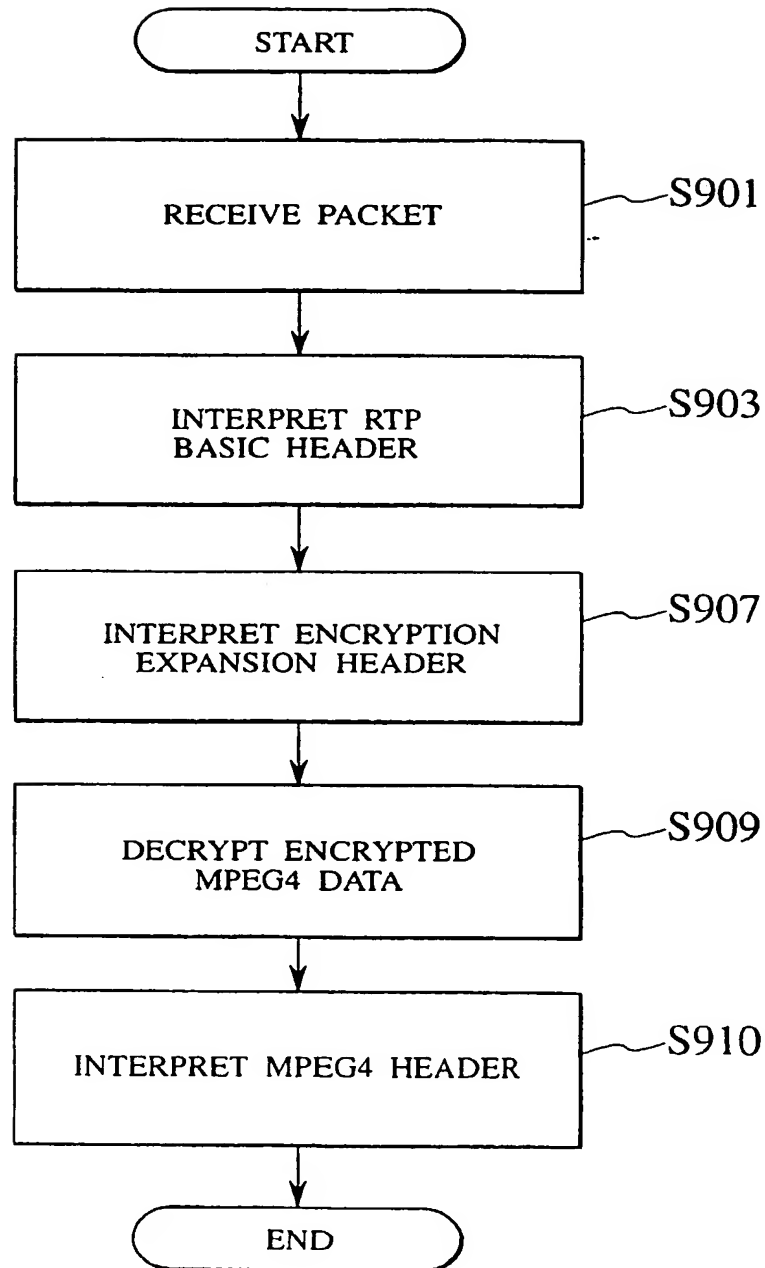 START
RECEIVE PACKET
S901
INTERPRET RTP
BASIC HEADER
S903
INTERPRET ENCRYPTION
EXPANSION HEADER
S907
DECRYPT ENCRYPTED
MPEG4 DATA
S909
INTERPRET MPEG4 HEADER
S910
END